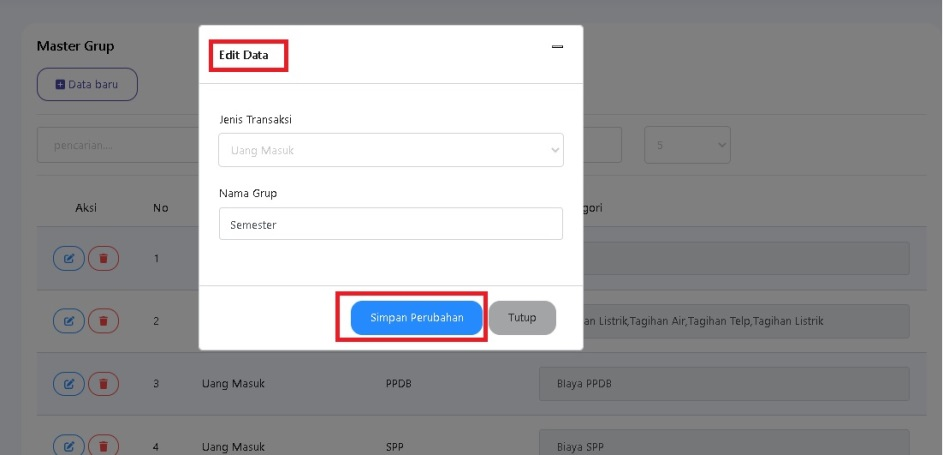 Master Grup
Edit Data
Data baru
Jenis Transaksi
pencarian...
Uang Masuk
5
Nama Grup
Aksi No gori
Semester
1
Simpan Perubahan Tutup
2 an Listrik,Tagihan Air,Tagihan Telp,Tagihan Listrik
3 Uang Masuk PPDB BIaya PPDB
4 Uang Masuk SPP Biaya SPP